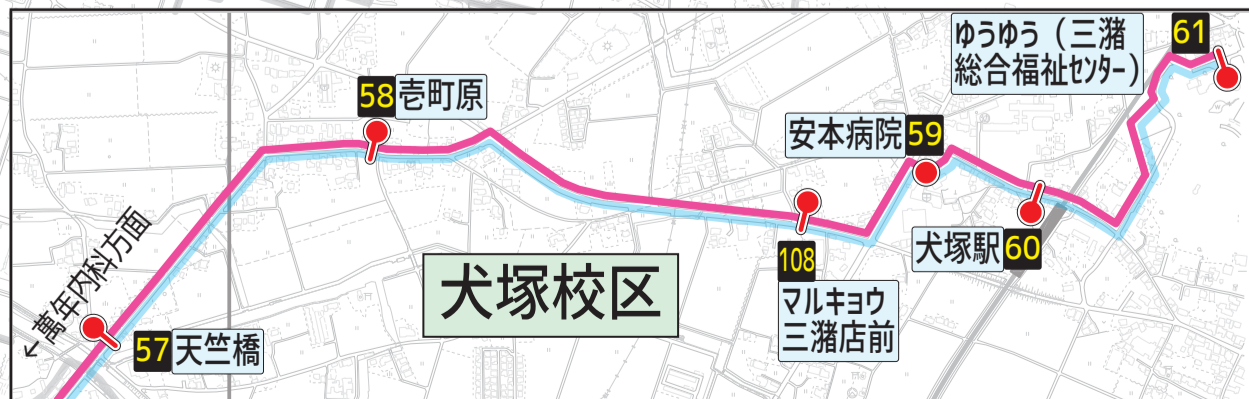 ゆうゆう（三潴
総合福祉ｾﾝﾀｰ）
61
58
壱町原
安本病院
59
犬塚駅
60
108
マルキョウ
三潴店前
犬塚校区
←萬年内科方面
57
天竺橋